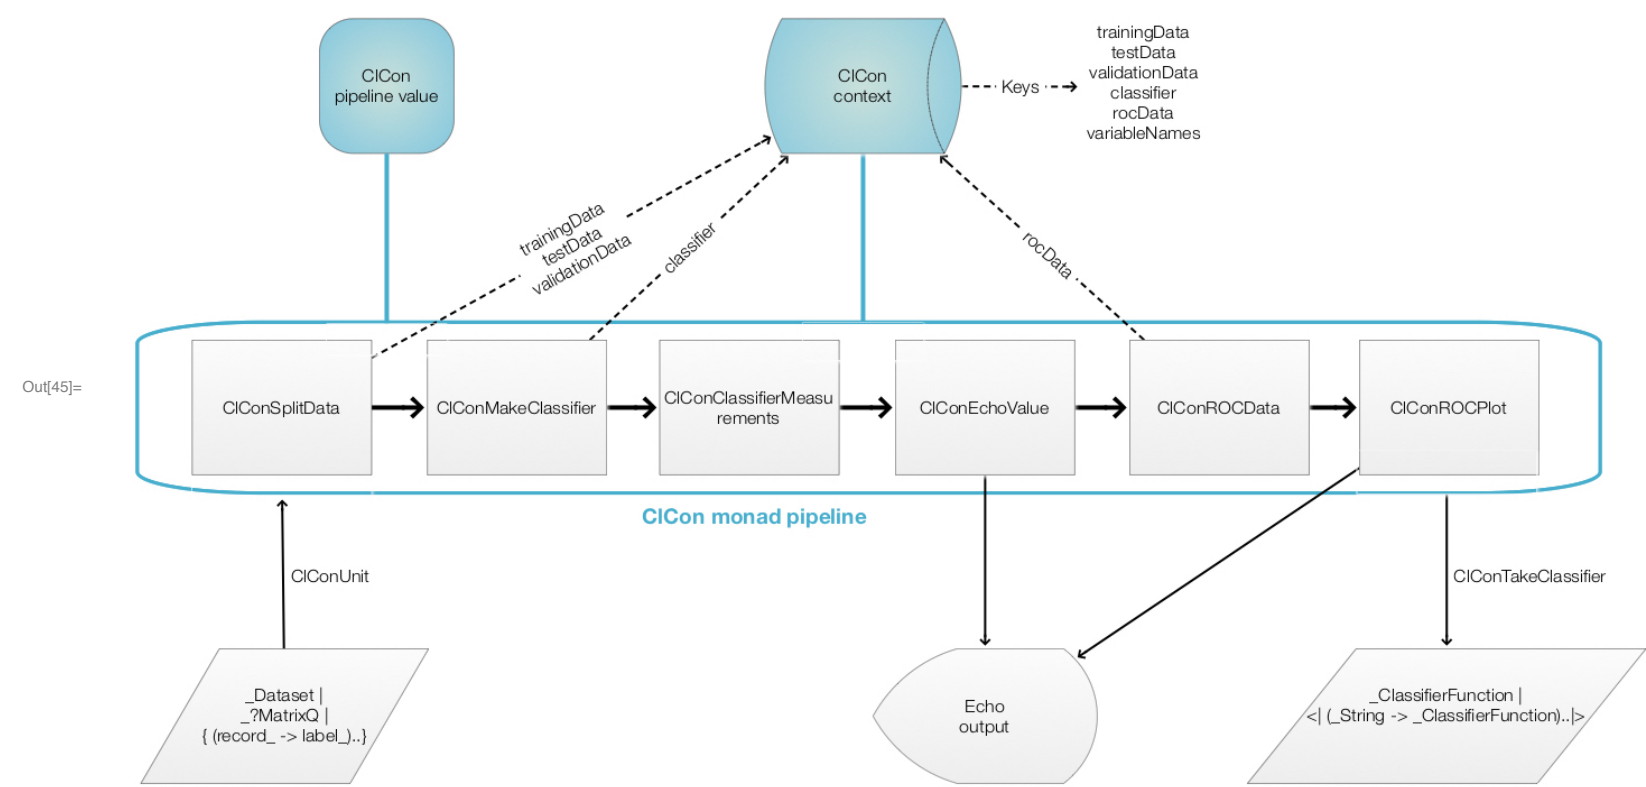 ClCon
pipeline value
ClCon
context
Keys
trainingData
testData
validationData
classifier
rocData
variableNames
trainingData
testData
validationData
classifier
rocData
Out[45]=
ClConSplitData
ClConMakeClassifier
ClConClassifierMeasu
rements
ClConEchoValue
ClConROCData
ClConROCPlot
ClCon monad pipeline
ClConUnit
ClConTakeClassifier
_Dataset |
_?MatrixQ |
{ (record_ -> label_)..}
Echo
output
_ClassifierFunction |
<| (_String -> _ClassifierFunction)..|>